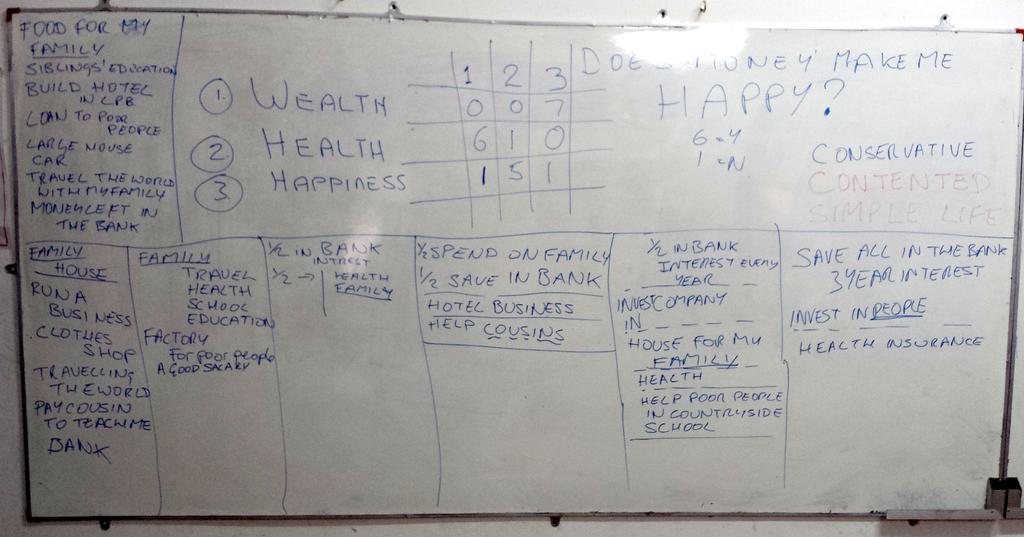 FOOD FOR MY
FAMILY
SIBLINGS' EDUCATION
BUILD HOTEL
IN LPB
LOAN TO POOR
PEOPLE
LARGE HOUSE
CAR
TRAVEL THE WORLD
WITH MY FAMILY
MONEY LEFT IN
THE BANK
1. WEALTH
2 HEALTH
3. HAPPINESS
1 2 3
0 0 7
6 1 0
1 5 1
DOES MONEY MAKE ME
HAPPY?
6 = Y
1 = N
CONSERVATIVE
CONTENTED
SIMPLE LIFE
FAMILY
HOUSE
RUN A
BUSINESS
CLOTHES
SHOP
TRAVELLING
THE WORLD
PAY COUSIN
TO TEACH ME
BANK
FAMILY
TRAVEL
HEALTH
SCHOOL
EDUCATION
FACTORY
For poor people
A GOOD SALARY
1/2 IN BANK
INTREST
1/2 → HEALTH
FAMILY
1/2 SPEND ON FAMILY
1/2 SAVE IN BANK
HOTEL BUSINESS
HELP COUSINS
1/2 IN BANK
INTEREST EVERY
YEAR
INVEST COMPANY
IN
HOUSE FOR MY
FAMILY
HEALTH
HELP POOR PEOPLE
IN COUNTRYSIDE
SCHOOL
SAVE ALL IN THE BANK
3 YEAR INTEREST
INVEST IN PEOPLE
HEALTH INSURANCE